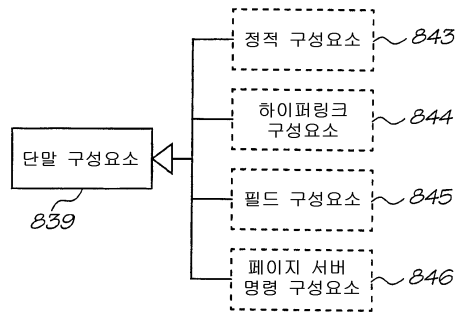 정적 구성요소
843
하이퍼링크
구성요소
844
단말 구성요소
839
필드 구성요소
845
페이지 서버
명령 구성요소
846